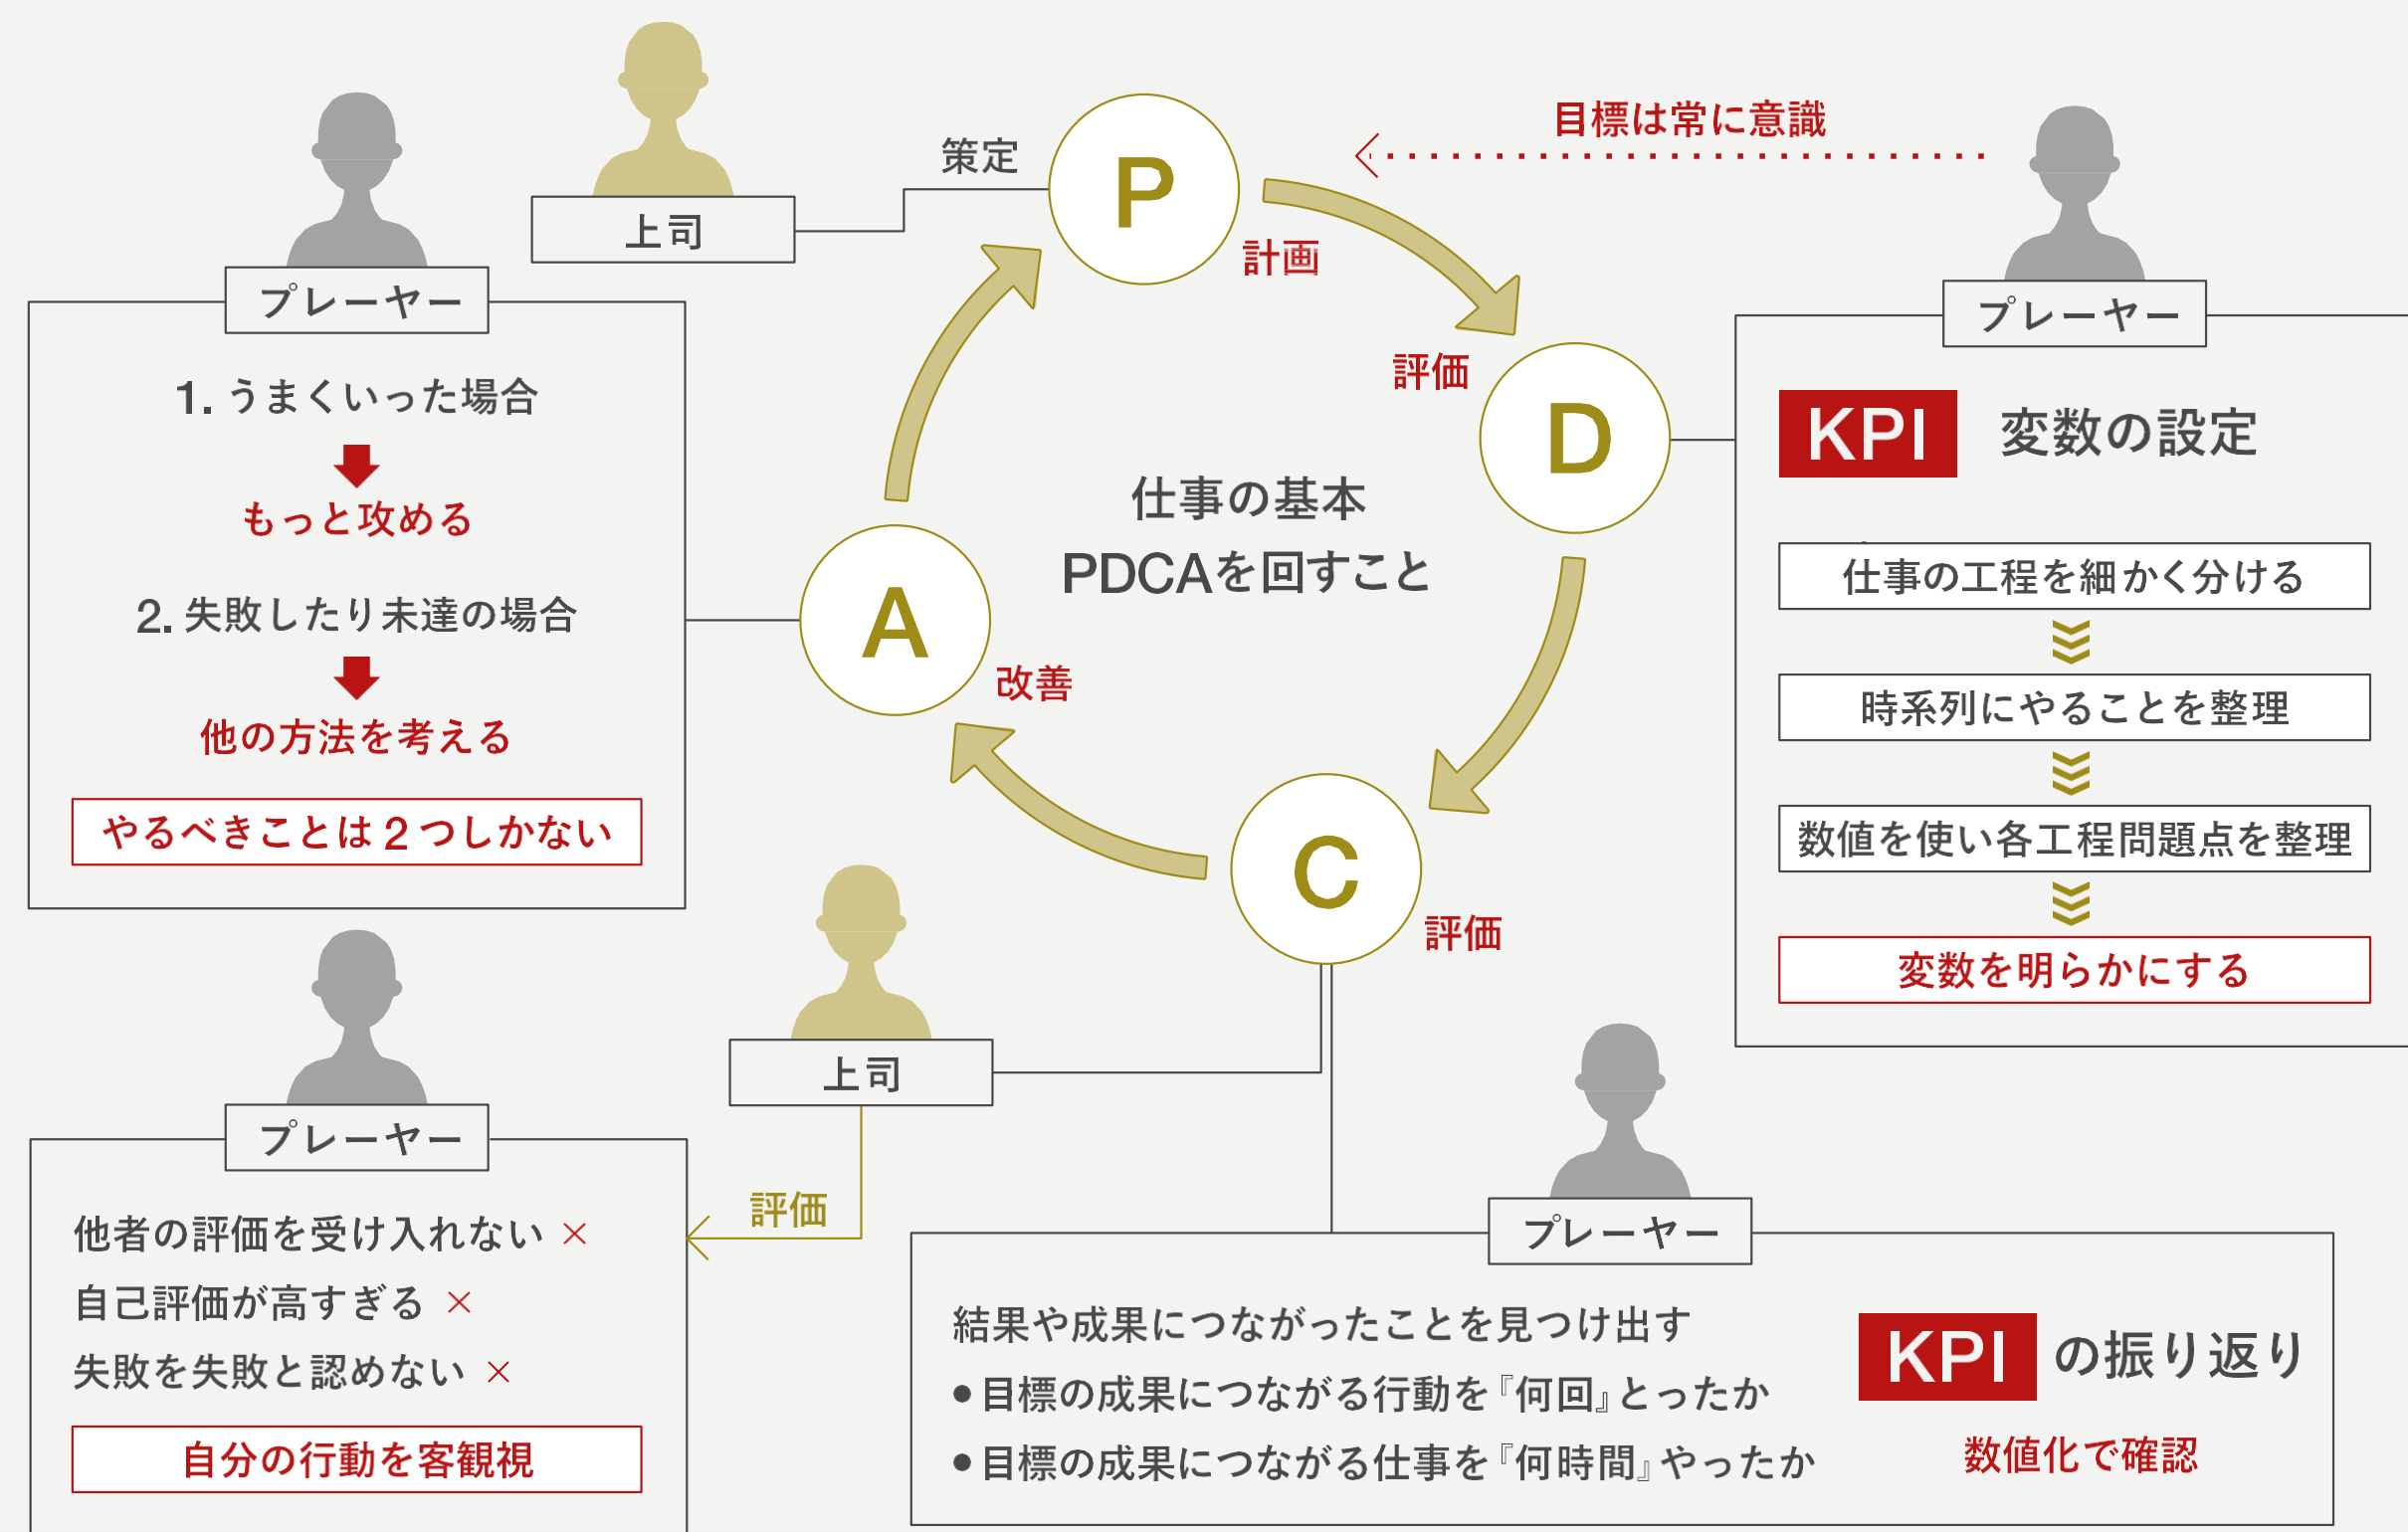 上司
策定
P
計画
目標は常に意識
プレーヤー
評価
D
KPI 変数の設定
仕事の工程を細かく分ける
時系列にやることを整理
数値を使い各工程問題点を整理
変数を明らかにする
プレーヤー
1. うまくいった場合
もっと攻める
2. 失敗したり未達の場合
他の方法を考える
やるべきことは2つしかない
仕事の基本
PDCAを回すこと
A
改善
C
評価
上司
評価
プレーヤー
他者の評価を受け入れない ×
自己評価が高すぎる ×
失敗を失敗と認めない ×
自分の行動を客観視
プレーヤー
結果や成果につながったことを見つけ出す
●目標の成果につながる行動を『何回』とったか
●目標の成果につながる仕事を『何時間』やったか
KPI の振り返り
数値化で確認